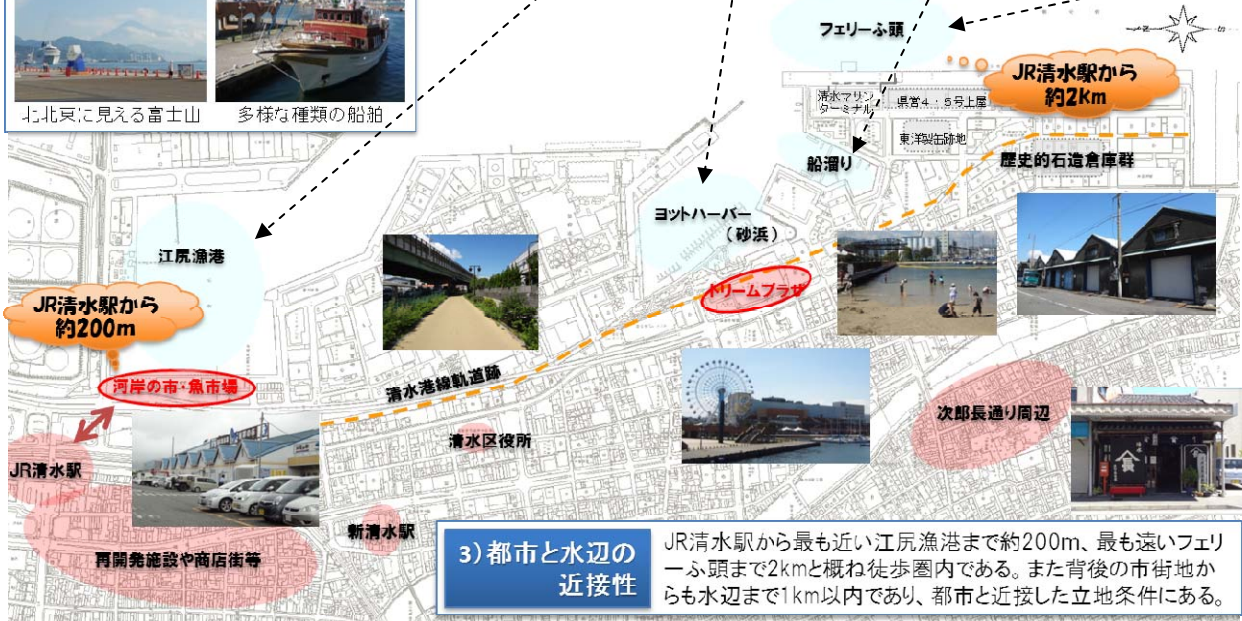 北北東に見える富士山
多様な種類の船舶
フェリーふ頭
JR清水駅から
約2km
清水マリン
ターミナル
県営4・5号上屋
東洋製缶跡地
船溜り
歴史的石造倉庫群
ヨットハーバー
(砂浜)
江尻漁港
ドリームプラザ
JR清水駅から
約200m
河岸の市・魚市場
清水港線軌道跡
次郎長通り周辺
清水区役所
JR清水駅
新清水駅
再開発施設や商店街等
3)都市と水辺の
近接性
JR清水駅から最も近い江尻漁港まで約200m、最も遠いフェリ
ーふ頭まで2kmと概ね徒歩圏内である。また背後の市街地か
らも水辺まで1km以内であり、都市と近接した立地条件にある。